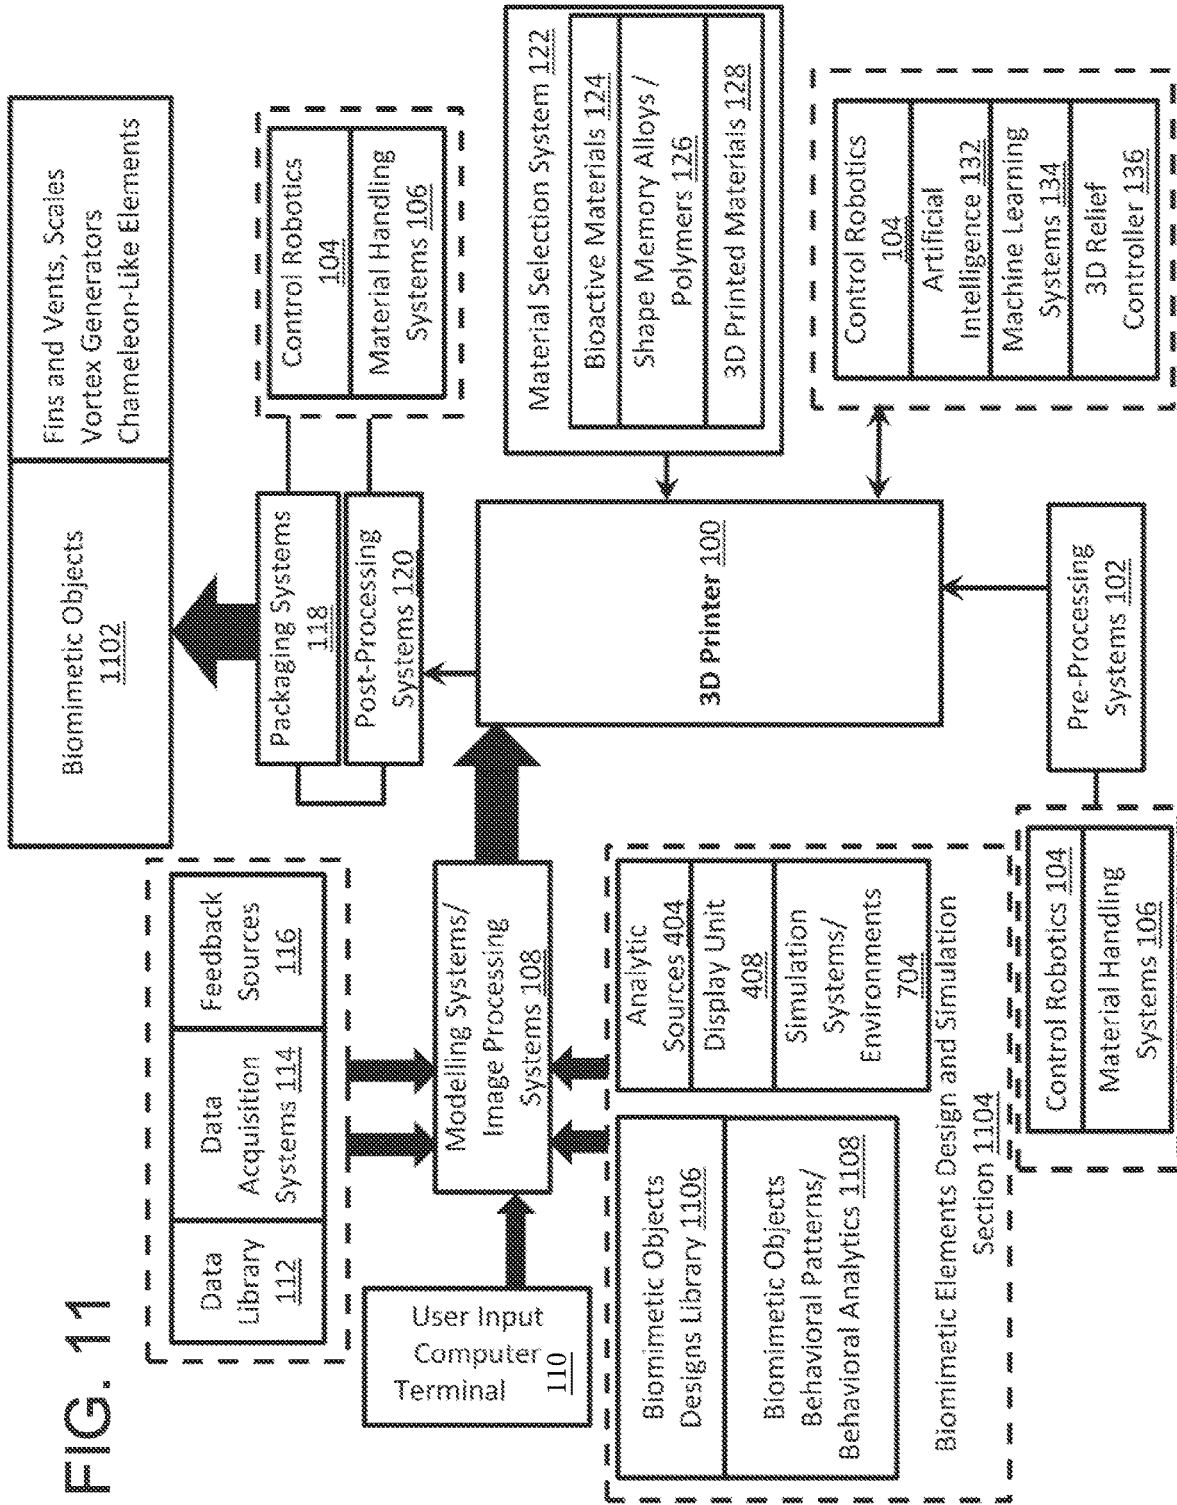 FIG. 11
Data
Library
112
Data
Acquisition
Systems 114
Feedback
Sources
116
Biomimetic Objects
1102
Fins and Vents, Scales
Vortex Generators
Chameleon-Like Elements
Packaging Systems
118
Post-Processing
Systems 120
Control Robotics
104
Material Handling
Systems 106
User Input
Computer
Terminal
110
Modelling Systems/
Image Processing
Systems 108
3D Printer 100
Material Selection System 122
Bioactive Materials 124
Shape Memory Alloys /
Polymers 126
3D Printed Materials 128
Biomimetic Objects
Designs Library 1106
Biomimetic Objects
Behavioral Patterns/
Behavioral Analytics 1108
Analytic
Sources 404
Display Unit
408
Simulation
Systems/
Environments
704
Biomimetic Elements Design and Simulation
Section 1104
Control Robotics
104
Artificial
Intelligence 132
Machine Learning
Systems 134
3D Relief
Controller 136
Control Robotics 104
Material Handling
Systems 106
Pre-Processing
Systems 102